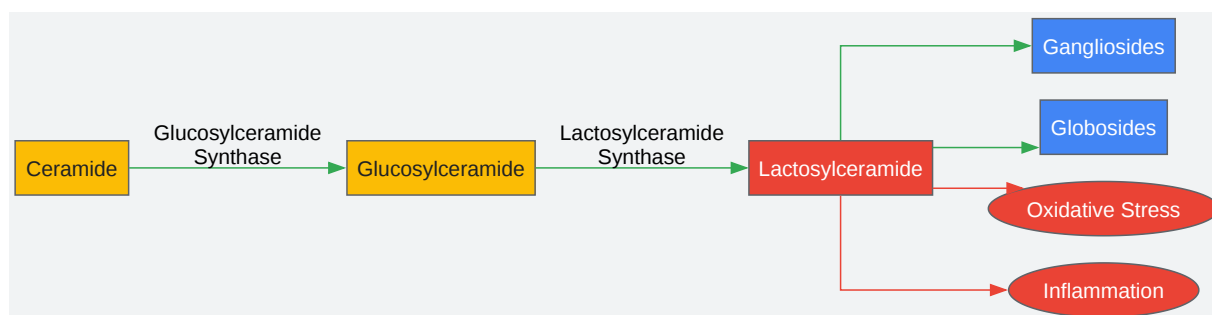 Ceramide
Glucosylceramide
Synthase
Glucosylceramide
Lactosylceramide
Synthase
Lactosylceramide
Gangliosides
Globosides
Oxidative Stress
Inflammation